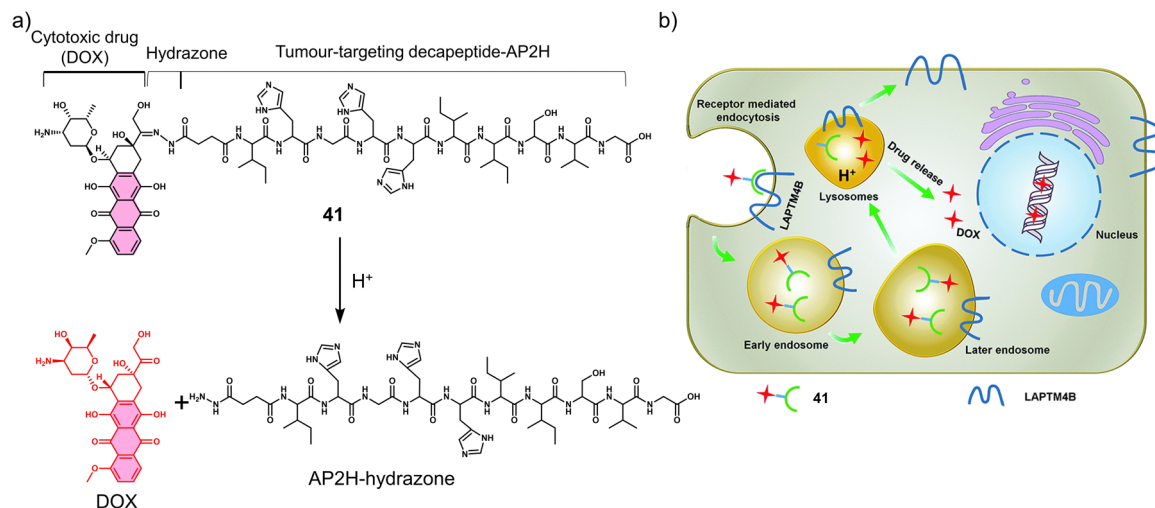 a)
Cytotoxic drug
(DOX)
Hydrazone
Tumour-targeting decapeptide-AP2H
41
H⁺
DOX
+
AP2H-hydrazone
b)
Receptor mediated
endocytosis
LAPTM4B
H⁺
Lysosomes
Drug release
DOX
Nucleus
Early endosome
Later endosome
41
LAPTM4B